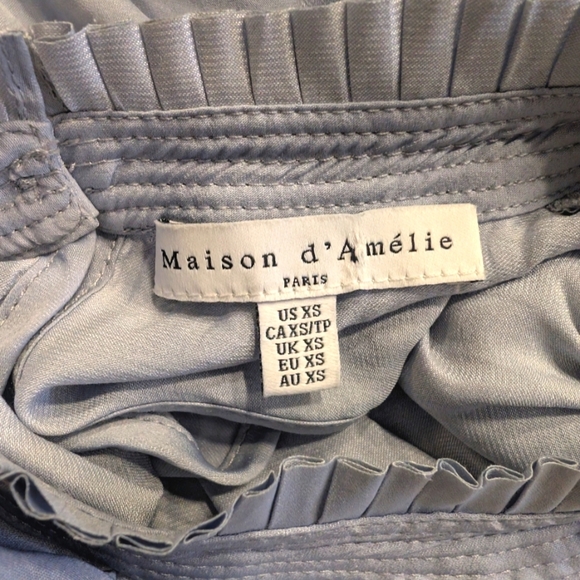 Maison d'Amélie
PARIS
US XS
CA XS/TP
UK XS
EU XS
AU XS